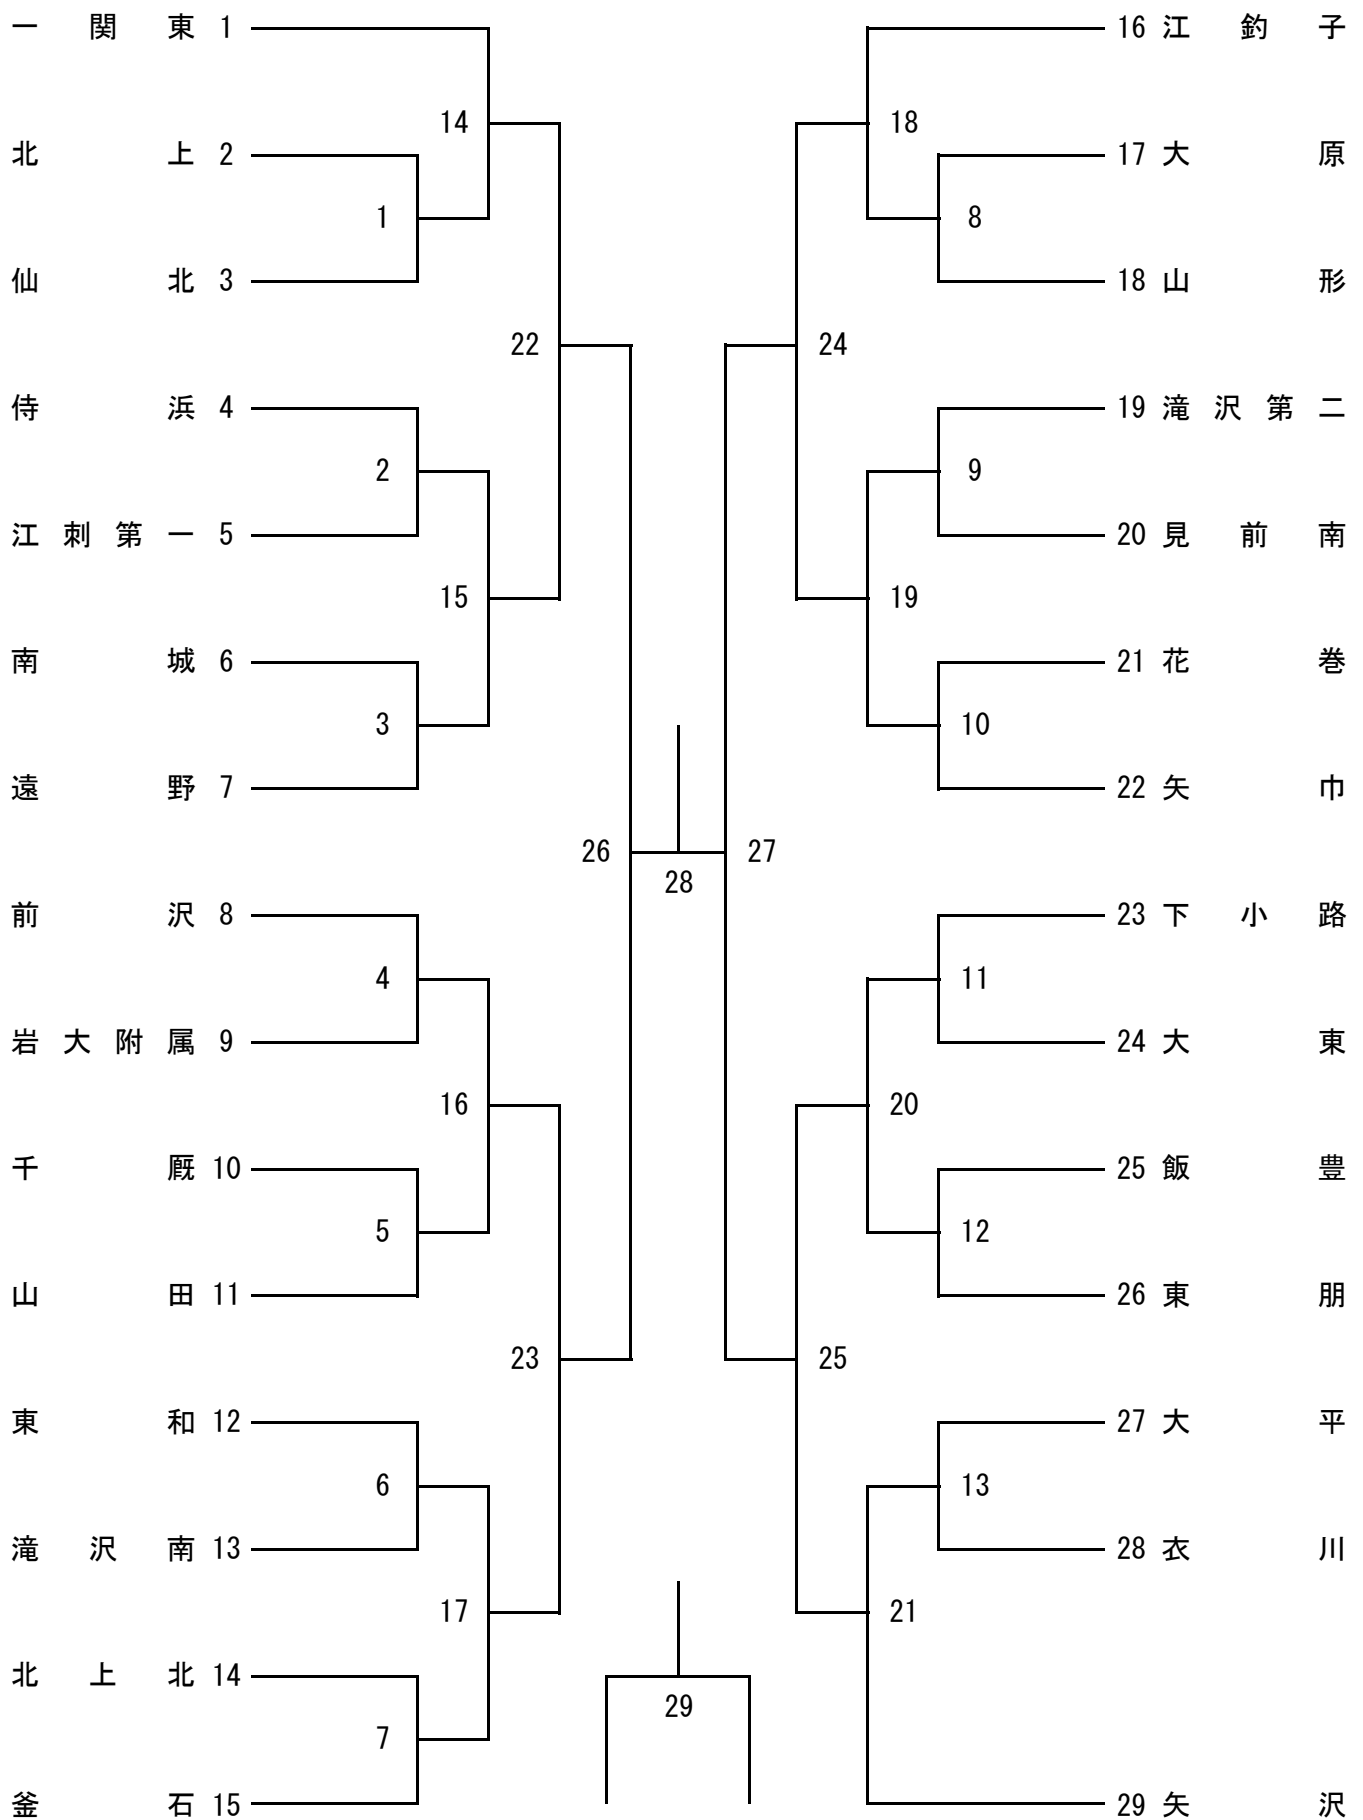 一関東 1
14
北上 2
1
仙北 3
22
侍浜 4
2
江刺第一 5
15
南城 6
3
遠野 7
26
前沢 8
4
岩大附属 9
16
千厩 10
5
山田 11
23
東和 12
6
滝沢南 13
17
北上北 14
7
釜石 15
28
29
16 江釣子
18
17 大原
8
18 山形
24
19 滝沢第二
9
20 見前南
19
21 花巻
10
22 矢巾
27
23 下小路
11
24 大東
20
25 飯豊
12
26 東朋
25
27 大平
13
28 衣川
21
29 矢沢